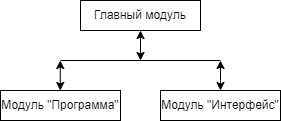 Главный модуль
Модуль "Программа"
Модуль "Интерфейс"